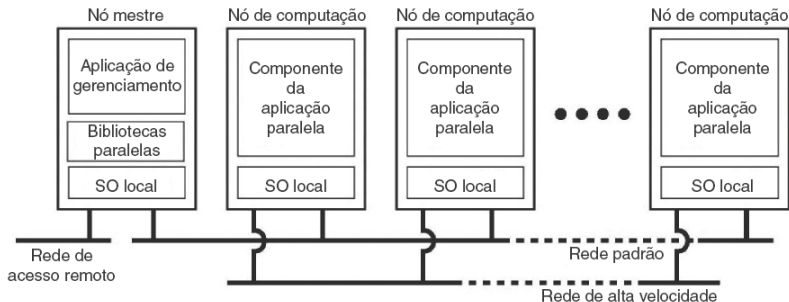 Nó mestre
Nó de computação
Nó de computação
Nó de computação
Aplicação de
gerenciamento
Bibliotecas
paralelas
SO local
Componente
da
aplicação
paralela
SO local
Componente
da
aplicação
paralela
SO local
Componente
da
aplicação
paralela
SO local
Rede de
acesso remoto
Rede padrão
Rede de alta velocidade